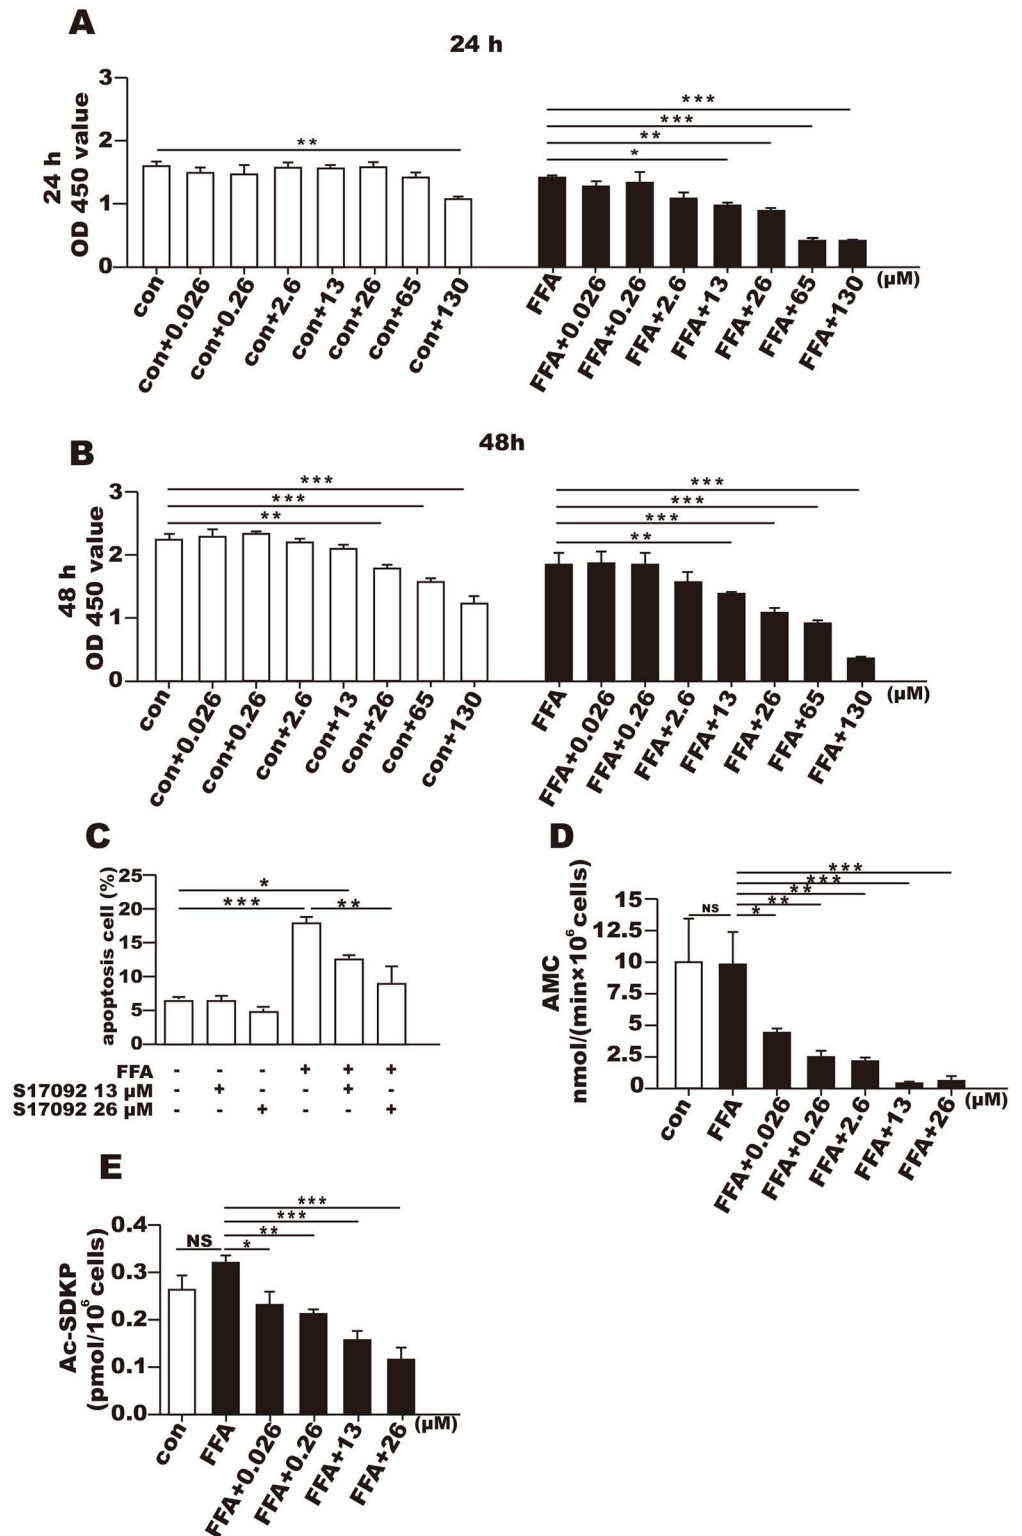 A
24 h
3
2
1
0
24 h
OD 450 value
**
***
***
**
*
con
con+0.026
con+0.26
con+2.6
con+13
con+26
con+65
con+130
FFA
FFA+0.026
FFA+0.26
FFA+2.6
FFA+13
FFA+26
FFA+65
FFA+130
(μM)
B
48h
3
2
1
0
48 h
OD 450 value
***
***
**
***
***
***
**
con
con+0.026
con+0.26
con+2.6
con+13
con+26
con+65
con+130
FFA
FFA+0.026
FFA+0.26
FFA+2.6
FFA+13
FFA+26
FFA+65
FFA+130
(μM)
C
25
20
15
10
5
0
apoptosis cell (%)
*
***
**
FFA - - - + + +
S17092 13 μM - + - - + -
S17092 26 μM - - + - - +
D
15
12.5
10
7.5
5
2.5
0
AMC
nmol/(min×10⁶ cells)
***
***
**
**
*
NS
con
FFA
FFA+0.026
FFA+0.26
FFA+2.6
FFA+13
FFA+26
(μM)
E
0.4
0.3
0.2
0.1
0.0
Ac-SDKP
(pmol/10⁶ cells)
***
***
**
*
NS
con
FFA
FFA+0.026
FFA+0.26
FFA+13
FFA+26
(μM)